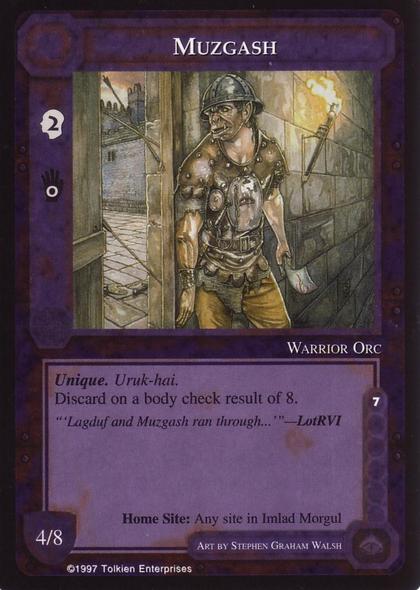 MUZGASH
2
0
WARRIOR ORC
Unique. Uruk-hai.
Discard on a body check result of 8.
"'Lagduf and Muzgash ran through...'"—LotRVI
7
Home Site: Any site in Imlad Morgul
4/8
ART BY STEPHEN GRAHAM WALSH
©1997 Tolkien Enterprises